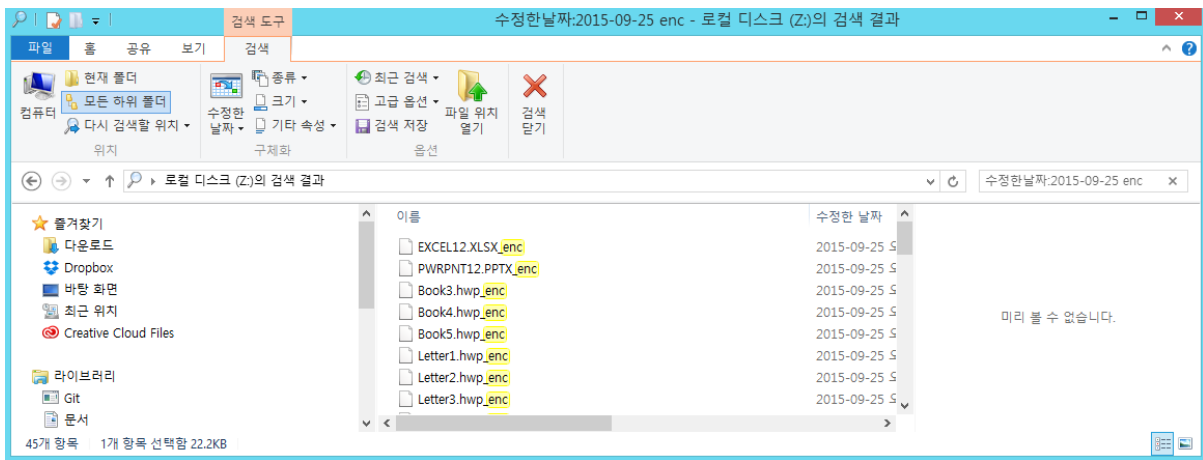 검색 도구
수정한날짜:2015-09-25 enc - 로컬 디스크 (Z:)의 검색 결과
파일 홈 공유 보기 검색
컴퓨터
현재 폴더
모든 하위 폴더
다시 검색할 위치
위치
수정한 날짜
종류
크기
기타 속성
구체화
최근 검색
고급 옵션
검색 저장
파일 위치 열기
옵션
검색 닫기
로컬 디스크 (Z:)의 검색 결과
수정한날짜:2015-09-25 enc
즐겨찾기
다운로드
Dropbox
바탕 화면
최근 위치
Creative Cloud Files
라이브러리
Git
문서
이름 수정한 날짜
EXCEL12.XLSX_enc 2015-09-25
PWRPNT12.PPTX_enc 2015-09-25
Book3.hwp_enc 2015-09-25
Book4.hwp_enc 2015-09-25
Book5.hwp_enc 2015-09-25
Letter1.hwp_enc 2015-09-25
Letter2.hwp_enc 2015-09-25
Letter3.hwp_enc 2015-09-25
미리 볼 수 없습니다.
45개 항목 1개 항목 선택함 22.2KB